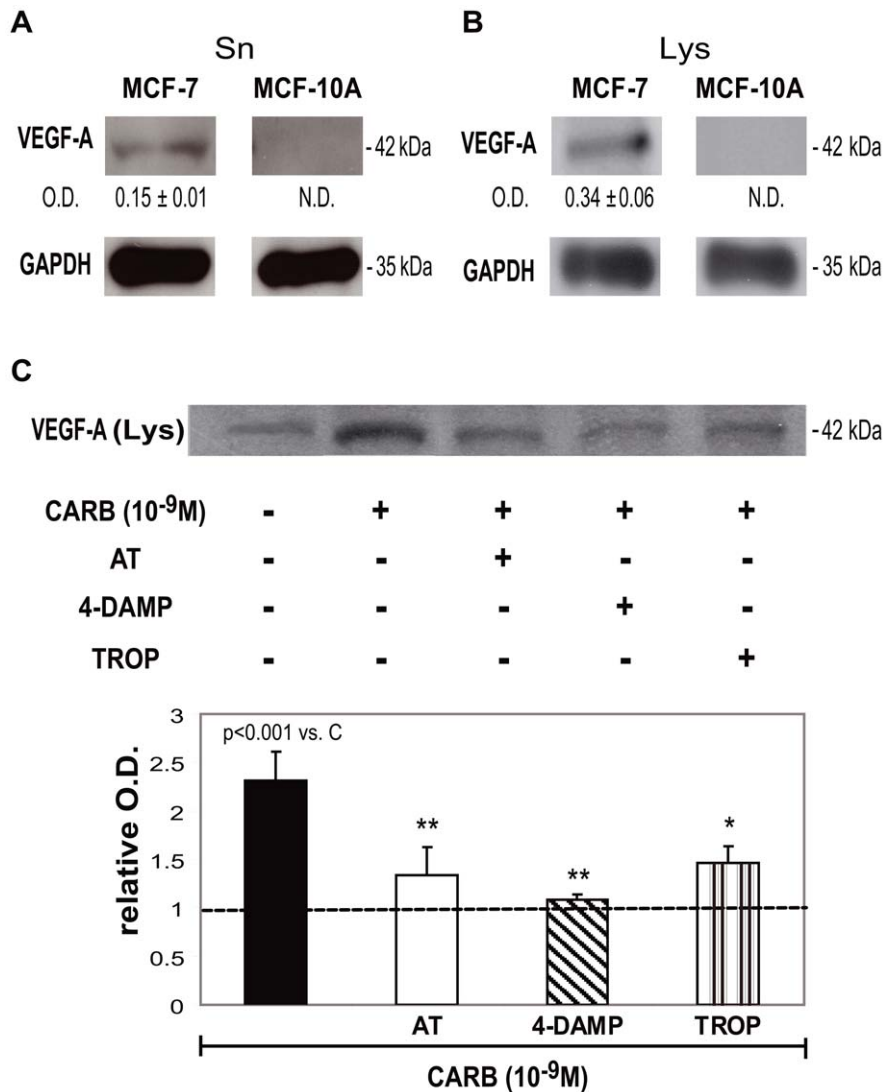 A
Sn
MCF-7 MCF-10A
VEGF-A - 42 kDa
O.D. 0.15 ± 0.01 N.D.
GAPDH - 35 kDa
B
Lys
MCF-7 MCF-10A
VEGF-A - 42 kDa
O.D. 0.34 ±0.06 N.D.
GAPDH - 35 kDa
C
VEGF-A (Lys) - 42 kDa
CARB (10⁻⁹M) - + + + +
AT - - + - -
4-DAMP - - - + -
TROP - - - - +
relative O.D.
3
2.5
2
1.5
1
0.5
0
p<0.001 vs. C
** ** *
AT 4-DAMP TROP
CARB (10⁻⁹M)